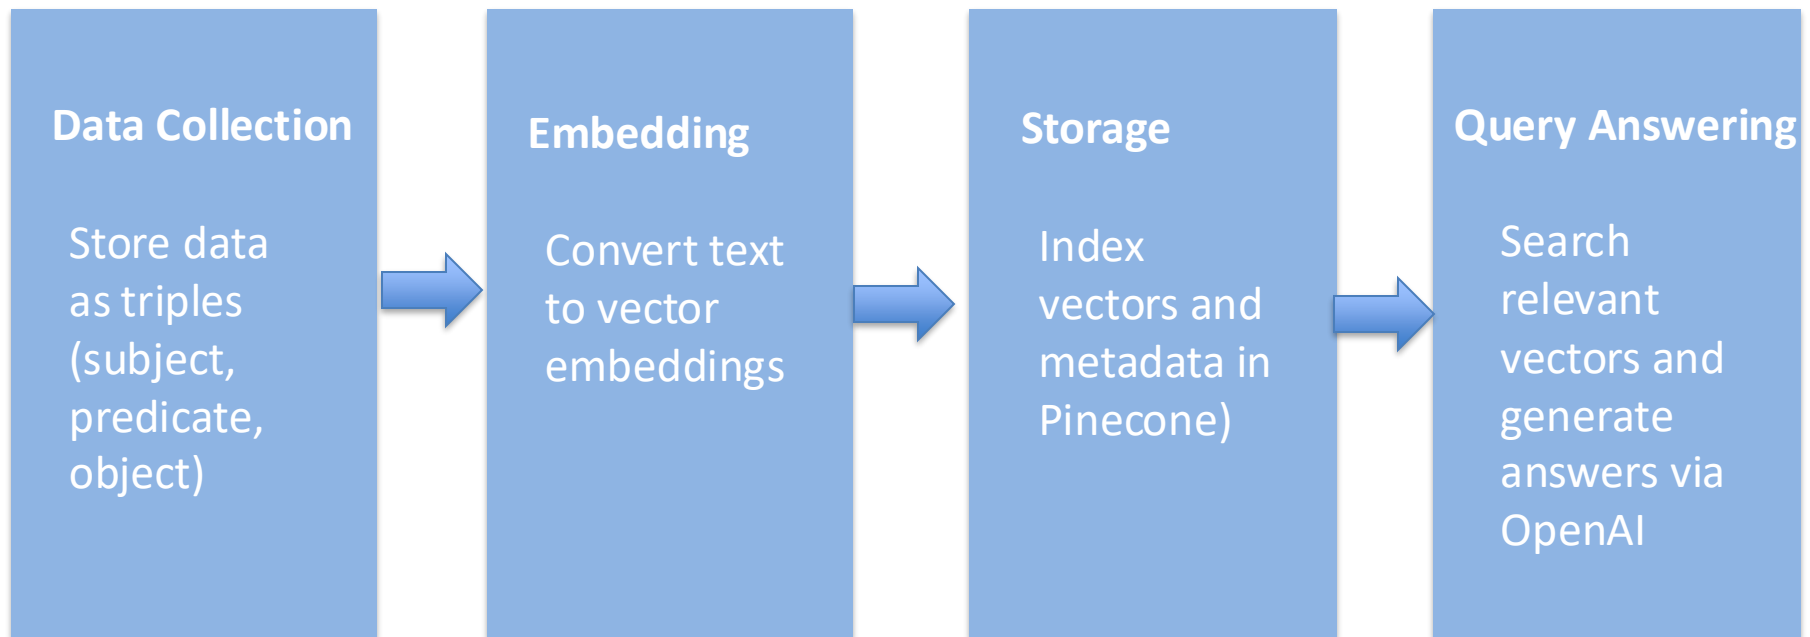 Data Collection
Store data
as triples
(subject,
predicate,
object)
Embedding
Convert text
to vector
embeddings
Storage
Index
vectors and
metadata in
Pinecone)
Query Answering
Search
relevant
vectors and
generate
answers via
OpenAI